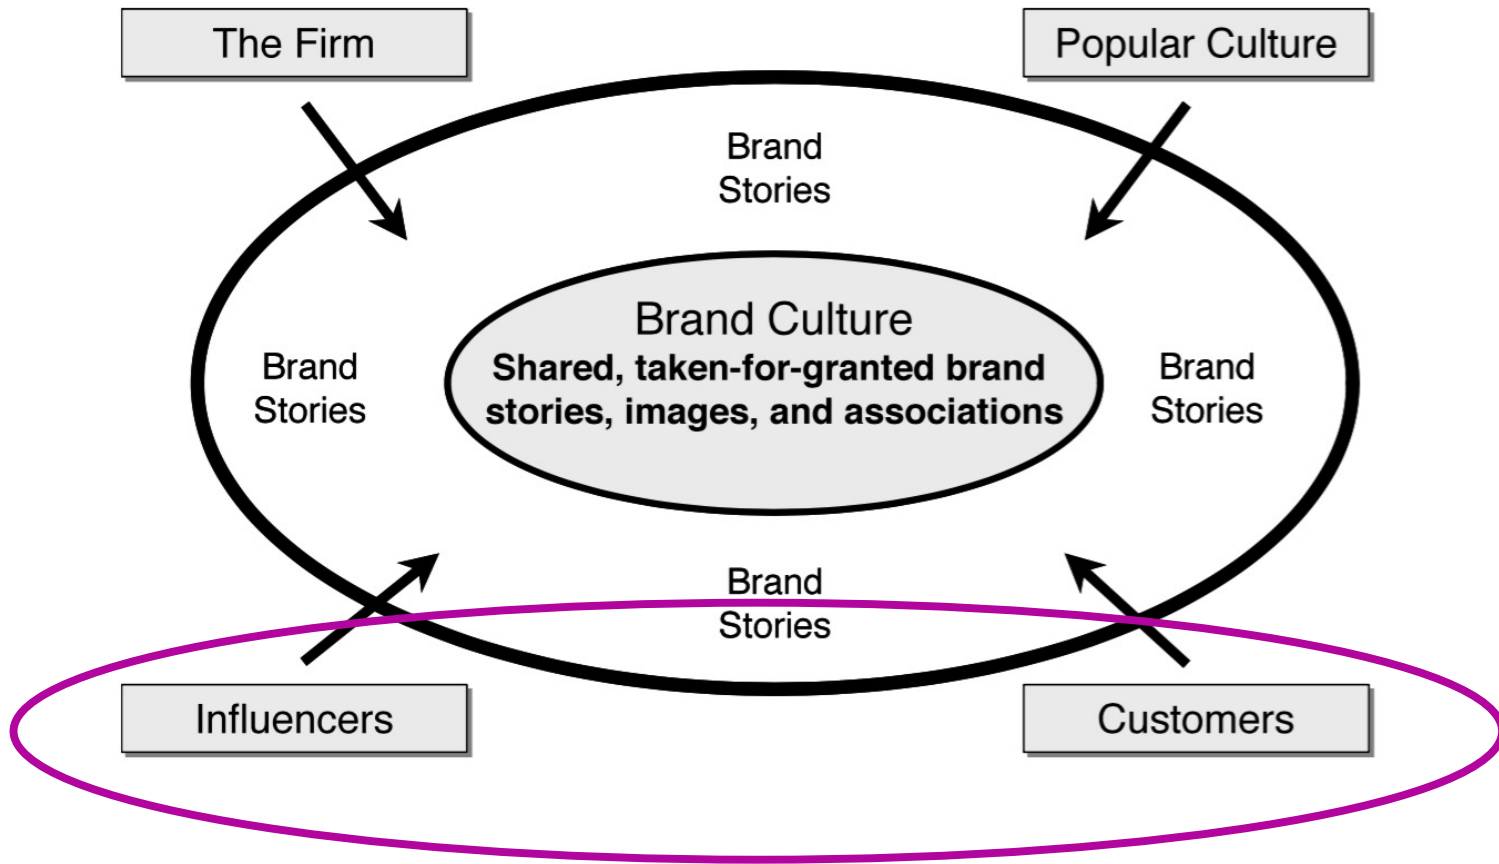 The Firm
Popular Culture
Brand
Stories
Brand Culture
Shared, taken-for-granted brand
stories, images, and associations
Brand
Stories
Brand
Stories
Brand
Stories
Influencers
Customers